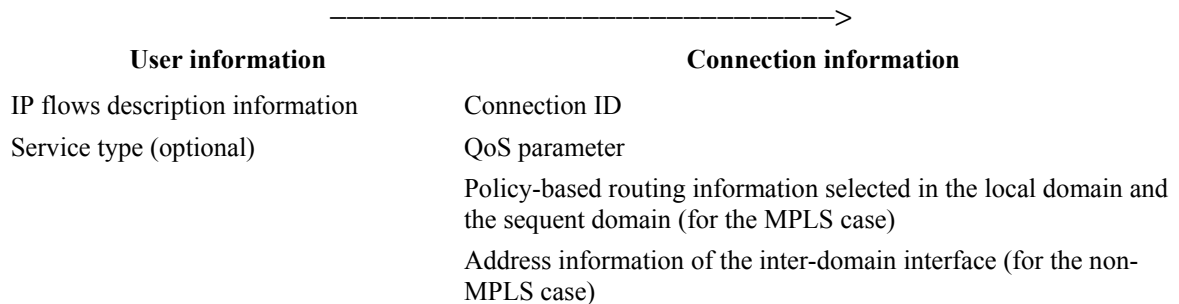 User information Connection information
IP flows description information Connection ID
Service type (optional) QoS parameter
Policy-based routing information selected in the local domain and
the sequent domain (for the MPLS case)
Address information of the inter-domain interface (for the non-
MPLS case)